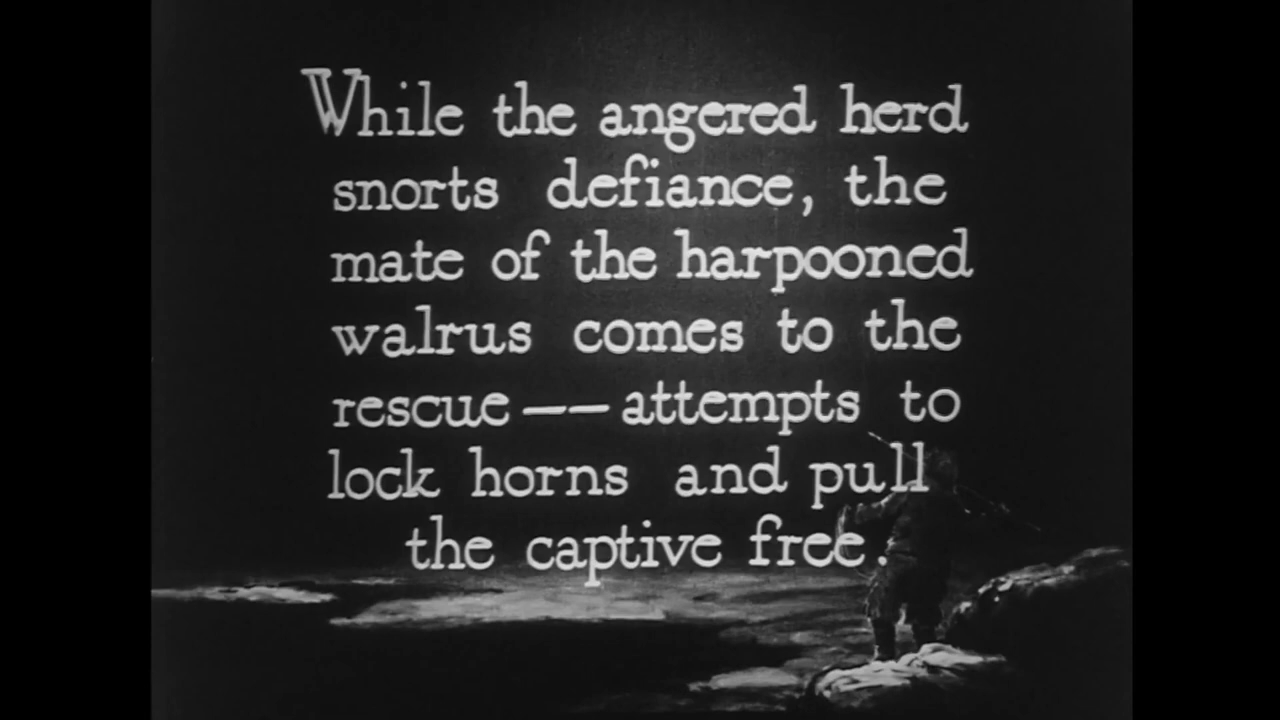 While the angered herd
snorts defiance, the
mate of the harpooned
walrus comes to the
rescue -- attempts to
lock horns and pull
the captive free.